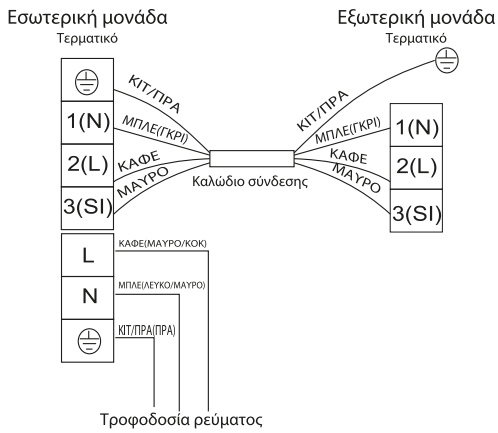 Εσωτερική μονάδα
Τερματικό
Εξωτερική μονάδα
Τερματικό
ΚΙΤ/ΠΡΑ
1(N)
ΜΠΛΕ(ΓΚΡΙ)
2(L)
ΚΑΦΕ
3(SI)
ΜΑΥΡΟ
Καλώδιο σύνδεσης
ΚΙΤ/ΠΡΑ
ΜΠΛΕ(ΓΚΡΙ)
1(N)
ΚΑΦΕ
2(L)
ΜΑΥΡΟ
3(SI)
L
ΚΑΦΕ(ΜΑΥΡΟ/ΚΟΚ)
N
ΜΠΛΕ(ΛΕΥΚΟ/ΜΑΥΡΟ)
ΚΙΤ/ΠΡΑ(ΠΡΑ)
Τροφοδοσία ρεύματος